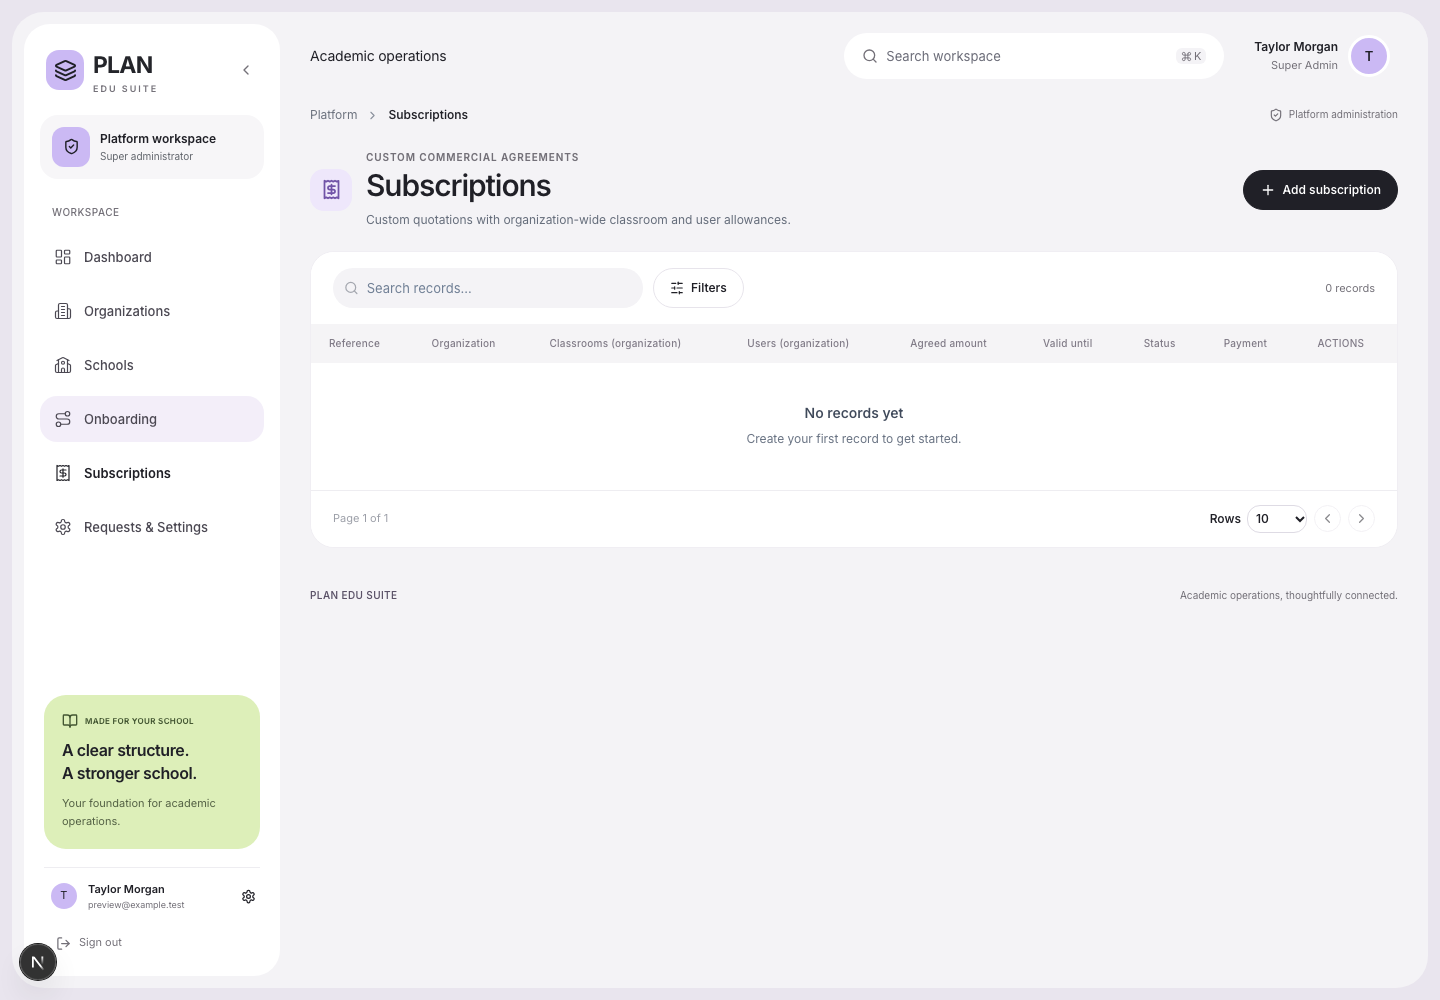 PLAN
EDU SUITE
Platform workspace
Super administrator
WORKSPACE
Dashboard
Organizations
Schools
Onboarding
Subscriptions
Requests & Settings
MADE FOR YOUR SCHOOL
A clear structure.
A stronger school.
Your foundation for academic
operations.
T
Taylor Morgan
preview@example.test
Sign out
N
Academic operations
Search workspace
⌘ K
Taylor Morgan
Super Admin
T
Platform
Subscriptions
Platform administration
CUSTOM COMMERCIAL AGREEMENTS
Subscriptions
Custom quotations with organization-wide classroom and user allowances.
Add subscription
Search records...
Filters
0 records
Reference Organization Classrooms (organization) Users (organization) Agreed amount Valid until Status Payment ACTIONS
No records yet
Create your first record to get started.
Page 1 of 1
Rows 10
PLAN EDU SUITE
Academic operations, thoughtfully connected.